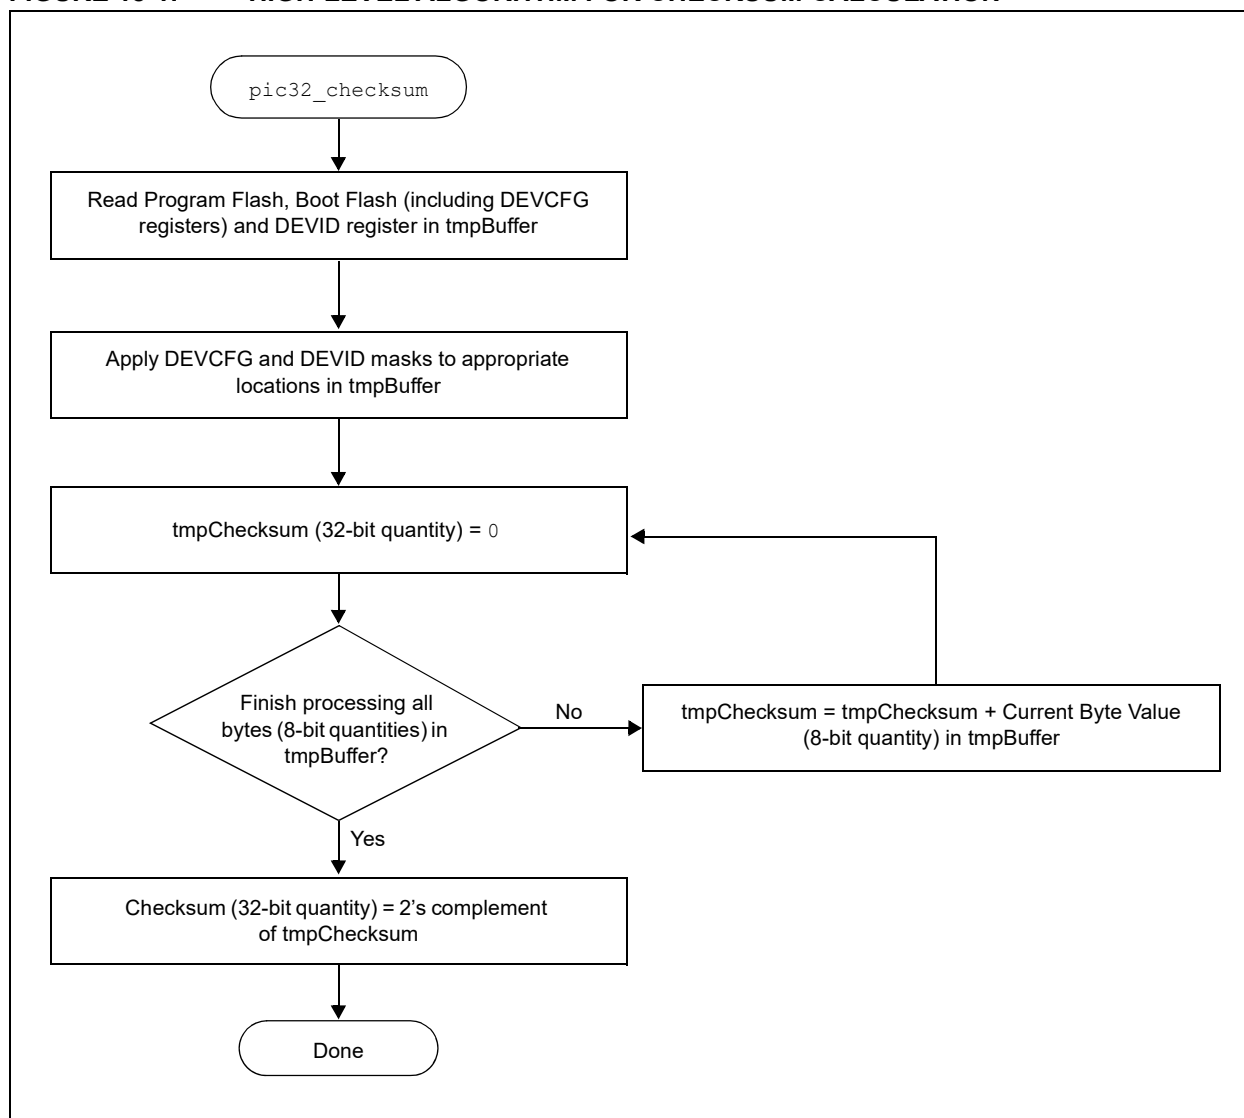 pic32_checksum
Read Program Flash, Boot Flash (including DEVCFG
registers) and DEVID register in tmpBuffer
Apply DEVCFG and DEVID masks to appropriate
locations in tmpBuffer
tmpChecksum (32-bit quantity) = 0
Finish processing all
bytes (8-bit quantities) in
tmpBuffer?
No
tmpChecksum = tmpChecksum + Current Byte Value
(8-bit quantity) in tmpBuffer
Yes
Checksum (32-bit quantity) = 2’s complement
of tmpChecksum
Done